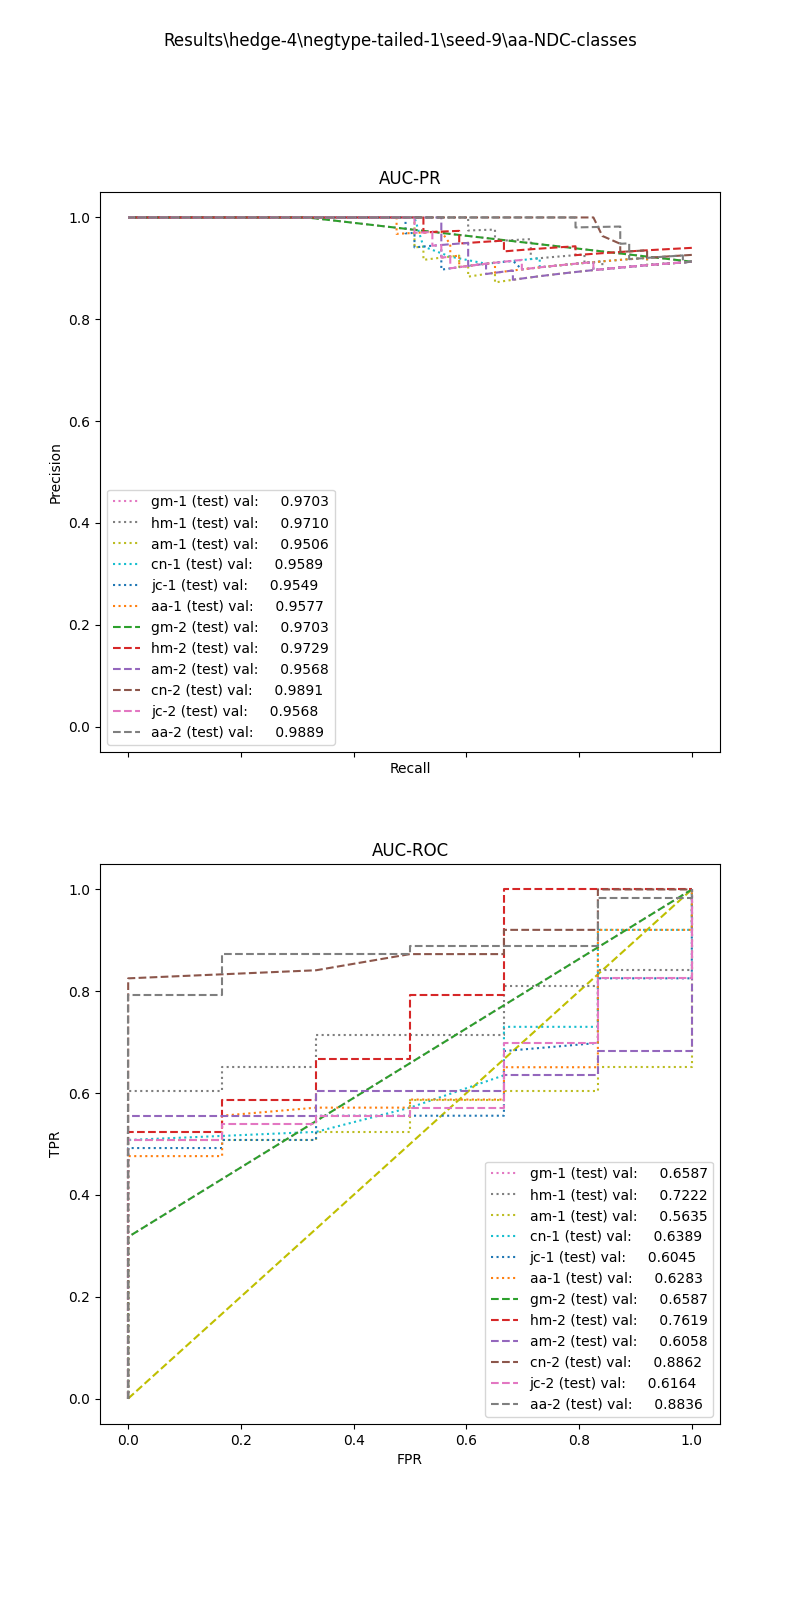 Results\hedge-4\negtype-tailed-1\seed-9\aa-NDC-classes
AUC-PR
1.0
0.8
0.6
0.4
0.2
0.0
Precision
gm-1 (test) val: 0.9703
hm-1 (test) val: 0.9710
am-1 (test) val: 0.9506
cn-1 (test) val: 0.9589
jc-1 (test) val: 0.9549
aa-1 (test) val: 0.9577
gm-2 (test) val: 0.9703
hm-2 (test) val: 0.9729
am-2 (test) val: 0.9568
cn-2 (test) val: 0.9891
jc-2 (test) val: 0.9568
aa-2 (test) val: 0.9889
Recall
AUC-ROC
1.0
0.8
0.6
0.4
0.2
0.0
TPR
gm-1 (test) val: 0.6587
hm-1 (test) val: 0.7222
am-1 (test) val: 0.5635
cn-1 (test) val: 0.6389
jc-1 (test) val: 0.6045
aa-1 (test) val: 0.6283
gm-2 (test) val: 0.6587
hm-2 (test) val: 0.7619
am-2 (test) val: 0.6058
cn-2 (test) val: 0.8862
jc-2 (test) val: 0.6164
aa-2 (test) val: 0.8836
0.0 0.2 0.4 0.6 0.8 1.0
FPR